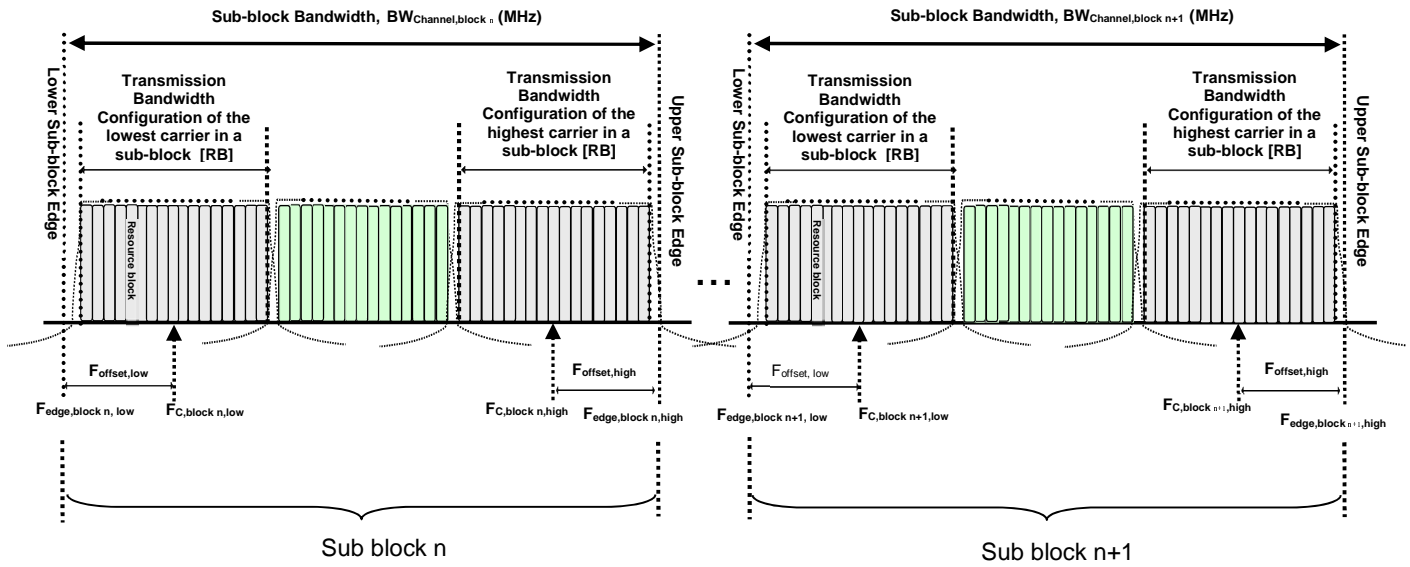 Sub-block Bandwidth, BWChannel,block n (MHz)
Sub-block Bandwidth, BWChannel,block n+1 (MHz)
Lower Sub-block Edge
Transmission
Bandwidth
Configuration of the
lowest carrier in a
sub-block [RB]
Transmission
Bandwidth
Configuration of the
highest carrier in a
sub-block [RB]
Upper Sub-block Edge
Lower Sub-block Edge
Transmission
Bandwidth
Configuration of the
lowest carrier in a
sub-block [RB]
Transmission
Bandwidth
Configuration of the
highest carrier in a
sub-block [RB]
Upper Sub-block Edge
Resource block
...
Resource block
Foffset,low
Foffset,high
Foffset, low
Foffset,high
Fedge,block n, low
FC,block n,low
FC,block n,high
Fedge,block n,high
Fedge,block n+1, low
FC,block n+1,low
FC,block n+1,high
Fedge,block n+1,high
Sub block n
Sub block n+1